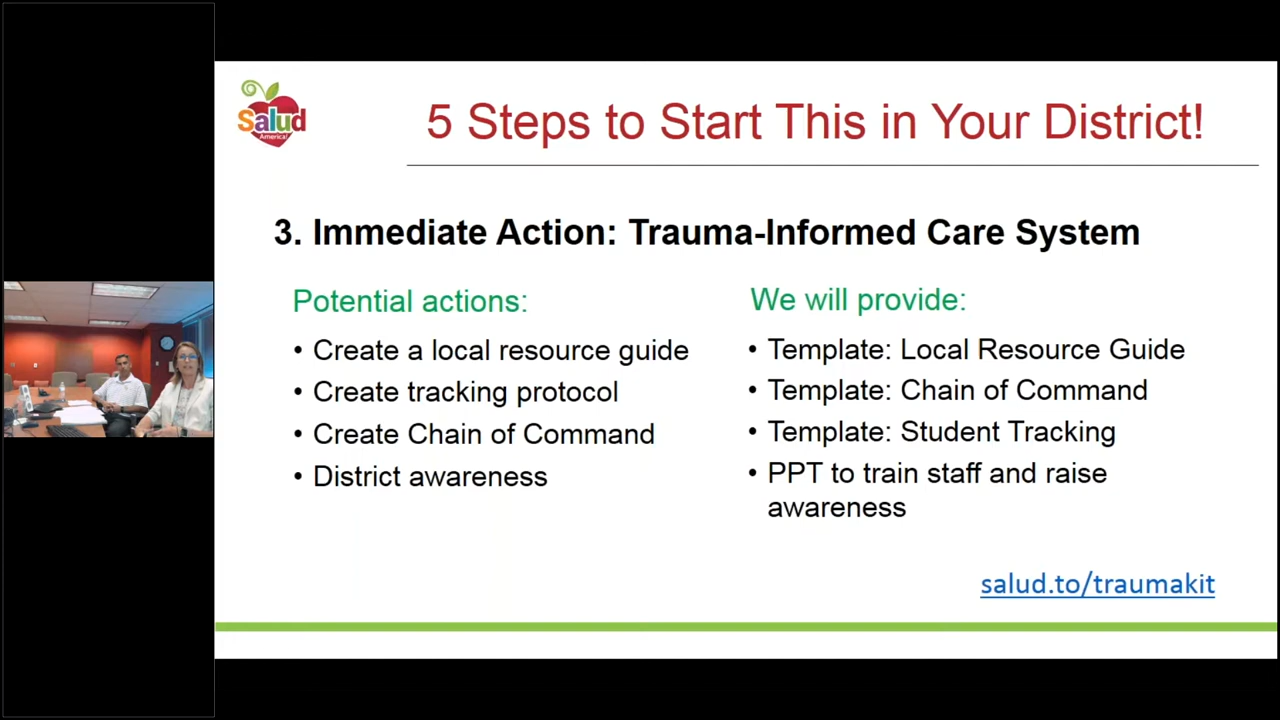 Salud
America!
5 Steps to Start This in Your District!
3. Immediate Action: Trauma-Informed Care System
Potential actions:
• Create a local resource guide
• Create tracking protocol
• Create Chain of Command
• District awareness
We will provide:
• Template: Local Resource Guide
• Template: Chain of Command
• Template: Student Tracking
• PPT to train staff and raise
awareness
salud.to/traumakit